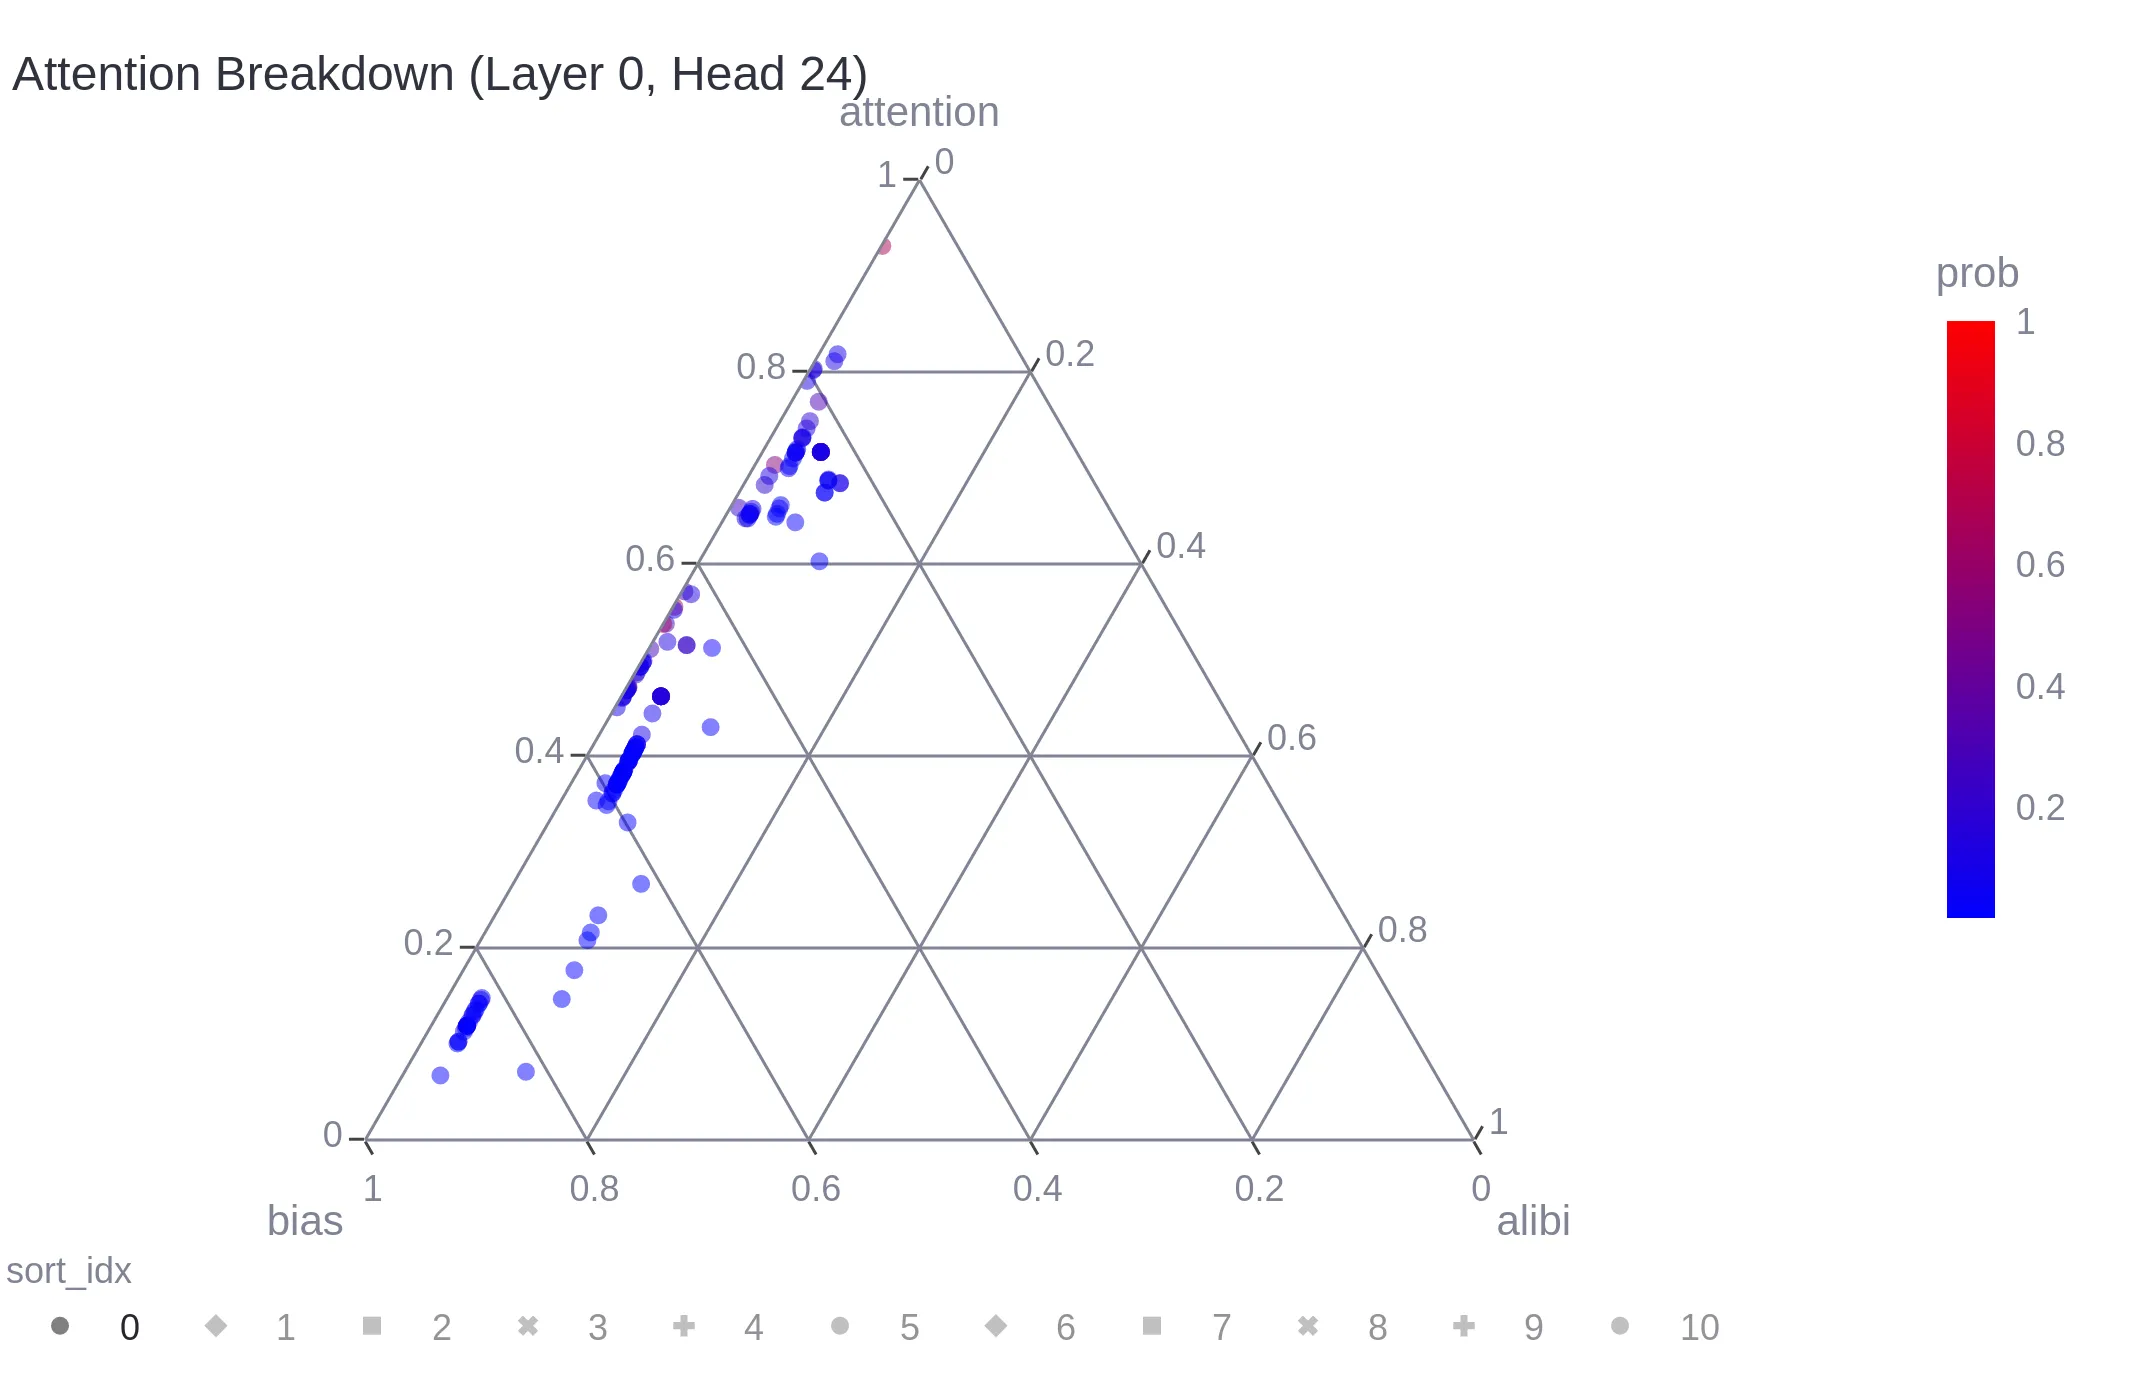 Attention Breakdown (Layer 0, Head 24)
attention
1 0
prob
1
0.8 0.2
0.8
0.6 0.4
0.6
0.4 0.6
0.4
0.2 0.8
0.2
0 1
1 0.8 0.6 0.4 0.2 0
bias alibi
sort_idx
0 1 2 3 4 5 6 7 8 9 10